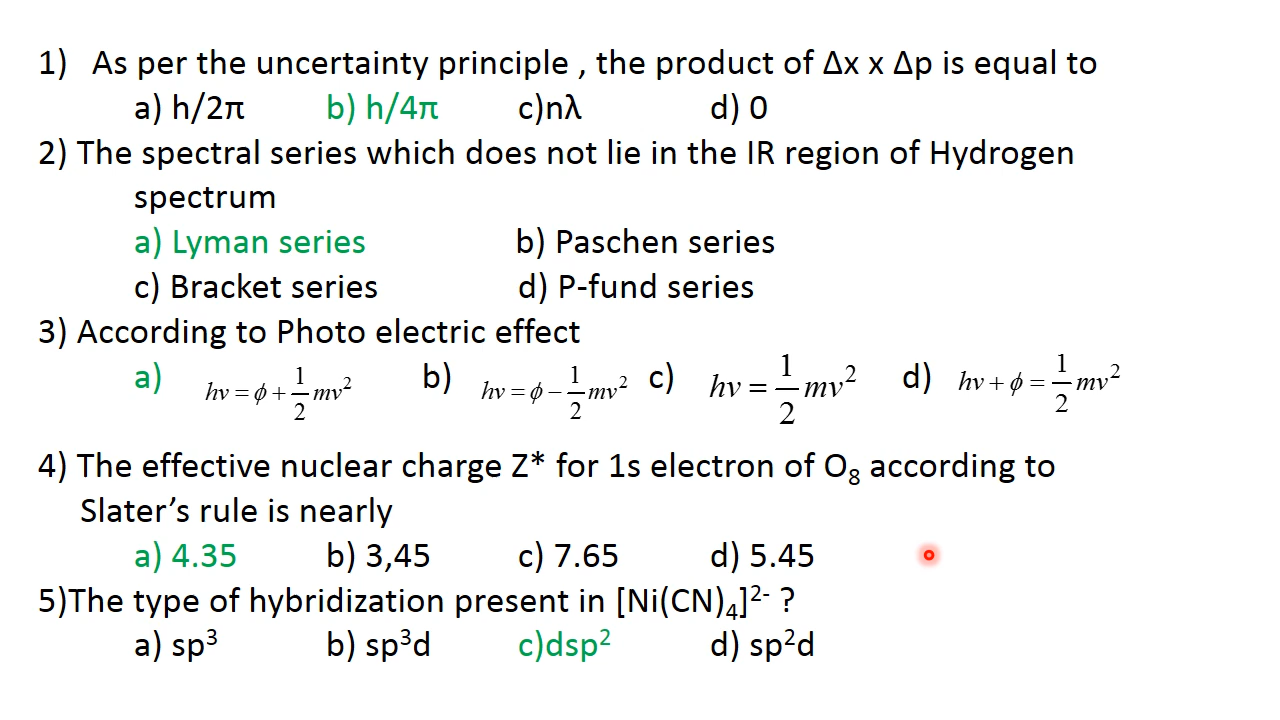 1) As per the uncertainty principle , the product of Δx x Δp is equal to
a) h/2π b) h/4π c)nλ d) 0
2) The spectral series which does not lie in the IR region of Hydrogen
spectrum
a) Lyman series b) Paschen series
c) Bracket series d) P-fund series
3) According to Photo electric effect
a) hν = ϕ + 1/2 mv² b) hν = ϕ − 1/2 mv² c) hν = 1/2 mv² d) hν + ϕ = 1/2 mv²
4) The effective nuclear charge Z* for 1s electron of O₈ according to
Slater’s rule is nearly
a) 4.35 b) 3,45 c) 7.65 d) 5.45
5)The type of hybridization present in [Ni(CN)₄]²⁻ ?
a) sp³ b) sp³d c)dsp² d) sp²d